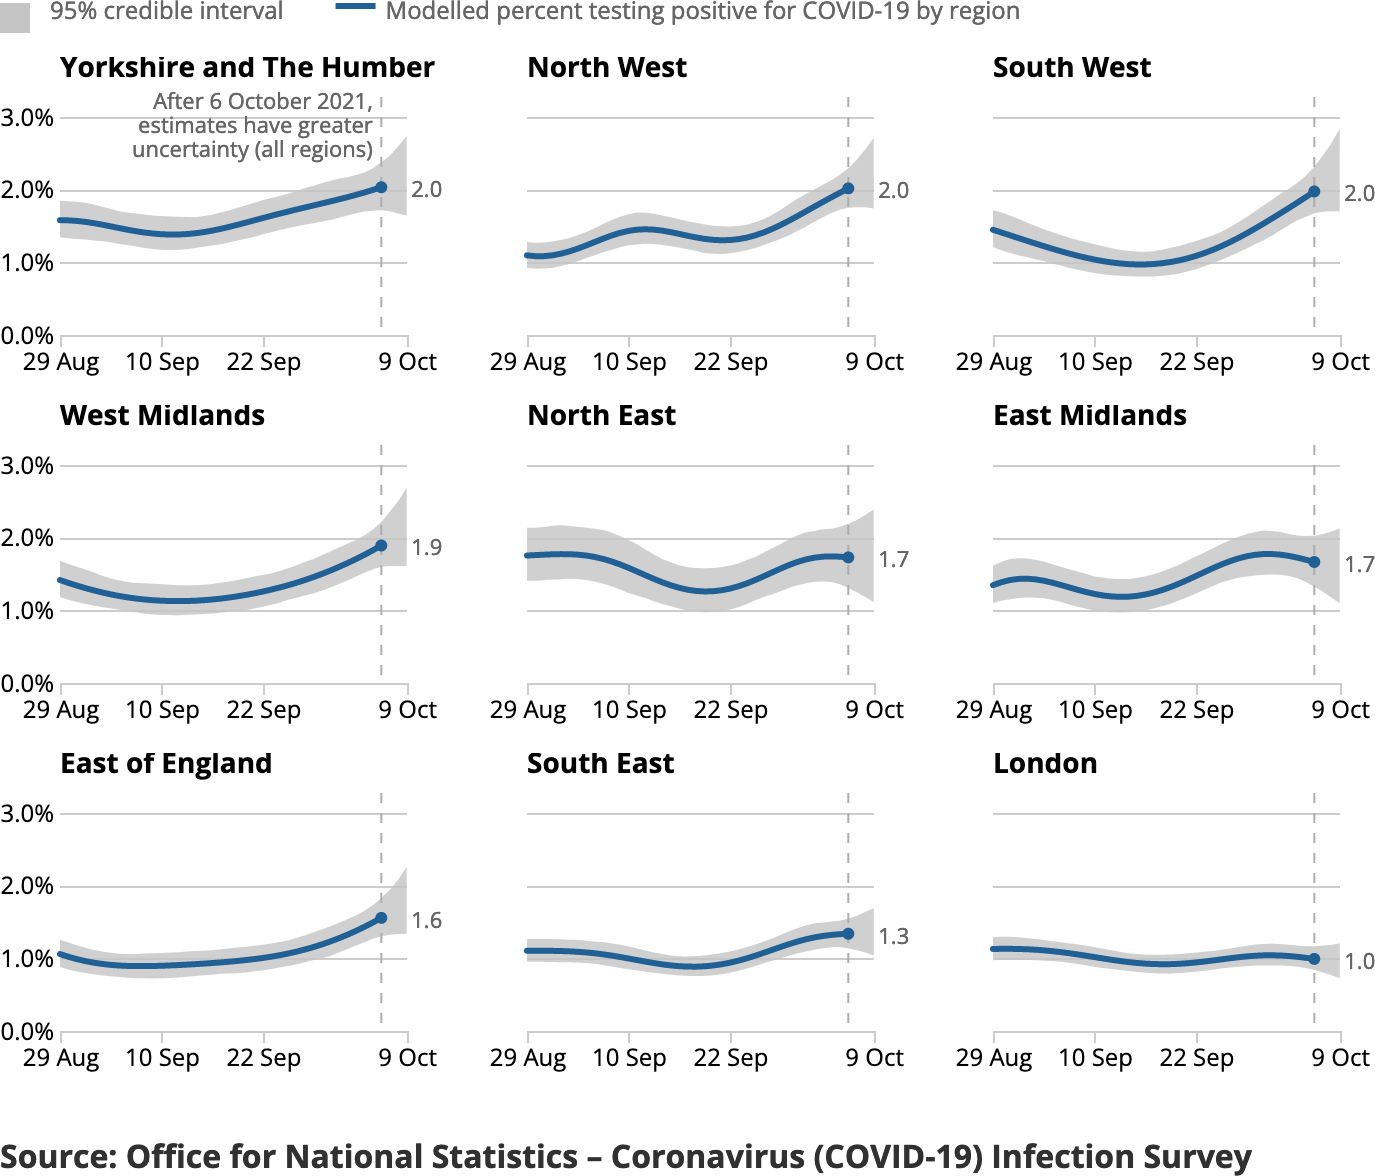 95% credible interval
Modelled percent testing positive for COVID-19 by region
Yorkshire and The Humber
North West
South West
After 6 October 2021,
estimates have greater
uncertainty (all regions)
3.0%
2.0%
1.0%
0.0%
2.0
2.0
2.0
29 Aug 10 Sep 22 Sep 9 Oct
29 Aug 10 Sep 22 Sep 9 Oct
29 Aug 10 Sep 22 Sep 9 Oct
West Midlands
North East
East Midlands
3.0%
2.0%
1.0%
0.0%
1.9
1.7
1.7
29 Aug 10 Sep 22 Sep 9 Oct
29 Aug 10 Sep 22 Sep 9 Oct
29 Aug 10 Sep 22 Sep 9 Oct
East of England
South East
London
3.0%
2.0%
1.0%
0.0%
1.6
1.3
1.0
29 Aug 10 Sep 22 Sep 9 Oct
29 Aug 10 Sep 22 Sep 9 Oct
29 Aug 10 Sep 22 Sep 9 Oct
Source: Office for National Statistics – Coronavirus (COVID-19) Infection Survey